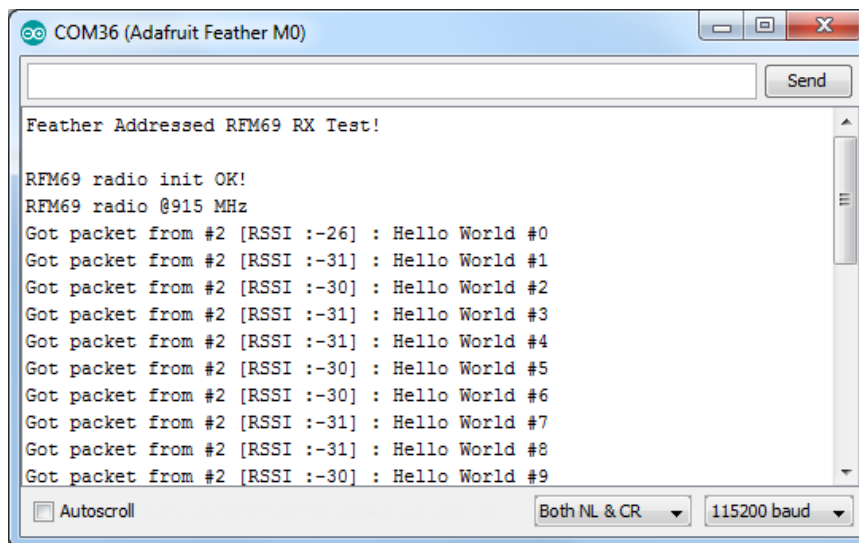 COM36 (Adafruit Feather M0)
Send
Feather Addressed RFM69 RX Test!
RFM69 radio init OK!
RFM69 radio @915 MHz
Got packet from #2 [RSSI :-26] : Hello World #0
Got packet from #2 [RSSI :-31] : Hello World #1
Got packet from #2 [RSSI :-30] : Hello World #2
Got packet from #2 [RSSI :-31] : Hello World #3
Got packet from #2 [RSSI :-31] : Hello World #4
Got packet from #2 [RSSI :-30] : Hello World #5
Got packet from #2 [RSSI :-30] : Hello World #6
Got packet from #2 [RSSI :-31] : Hello World #7
Got packet from #2 [RSSI :-31] : Hello World #8
Got packet from #2 [RSSI :-30] : Hello World #9
Autoscroll Both NL & CR 115200 baud